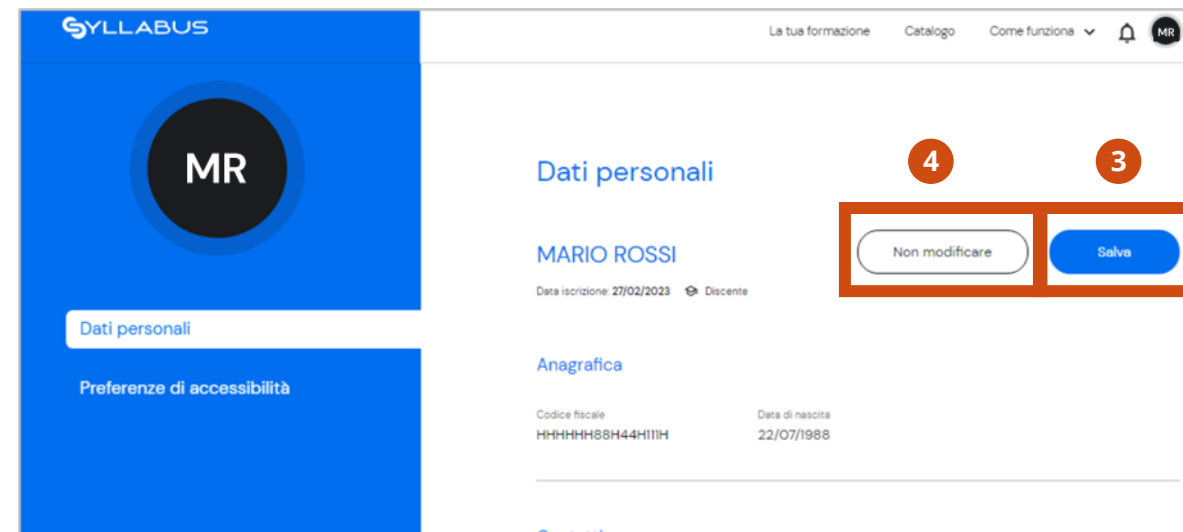 SYLLABUS
La tua formazione Catalogo Come funziona MR
MR
Dati personali
4 3
MARIO ROSSI
Non modificare Salva
Data iscrizione: 27/02/2023 Discente
Dati personali
Preferenze di accessibilità
Anagrafica
Codice fiscale Data di nascita
HHHHHH88H44H111H 22/07/1988